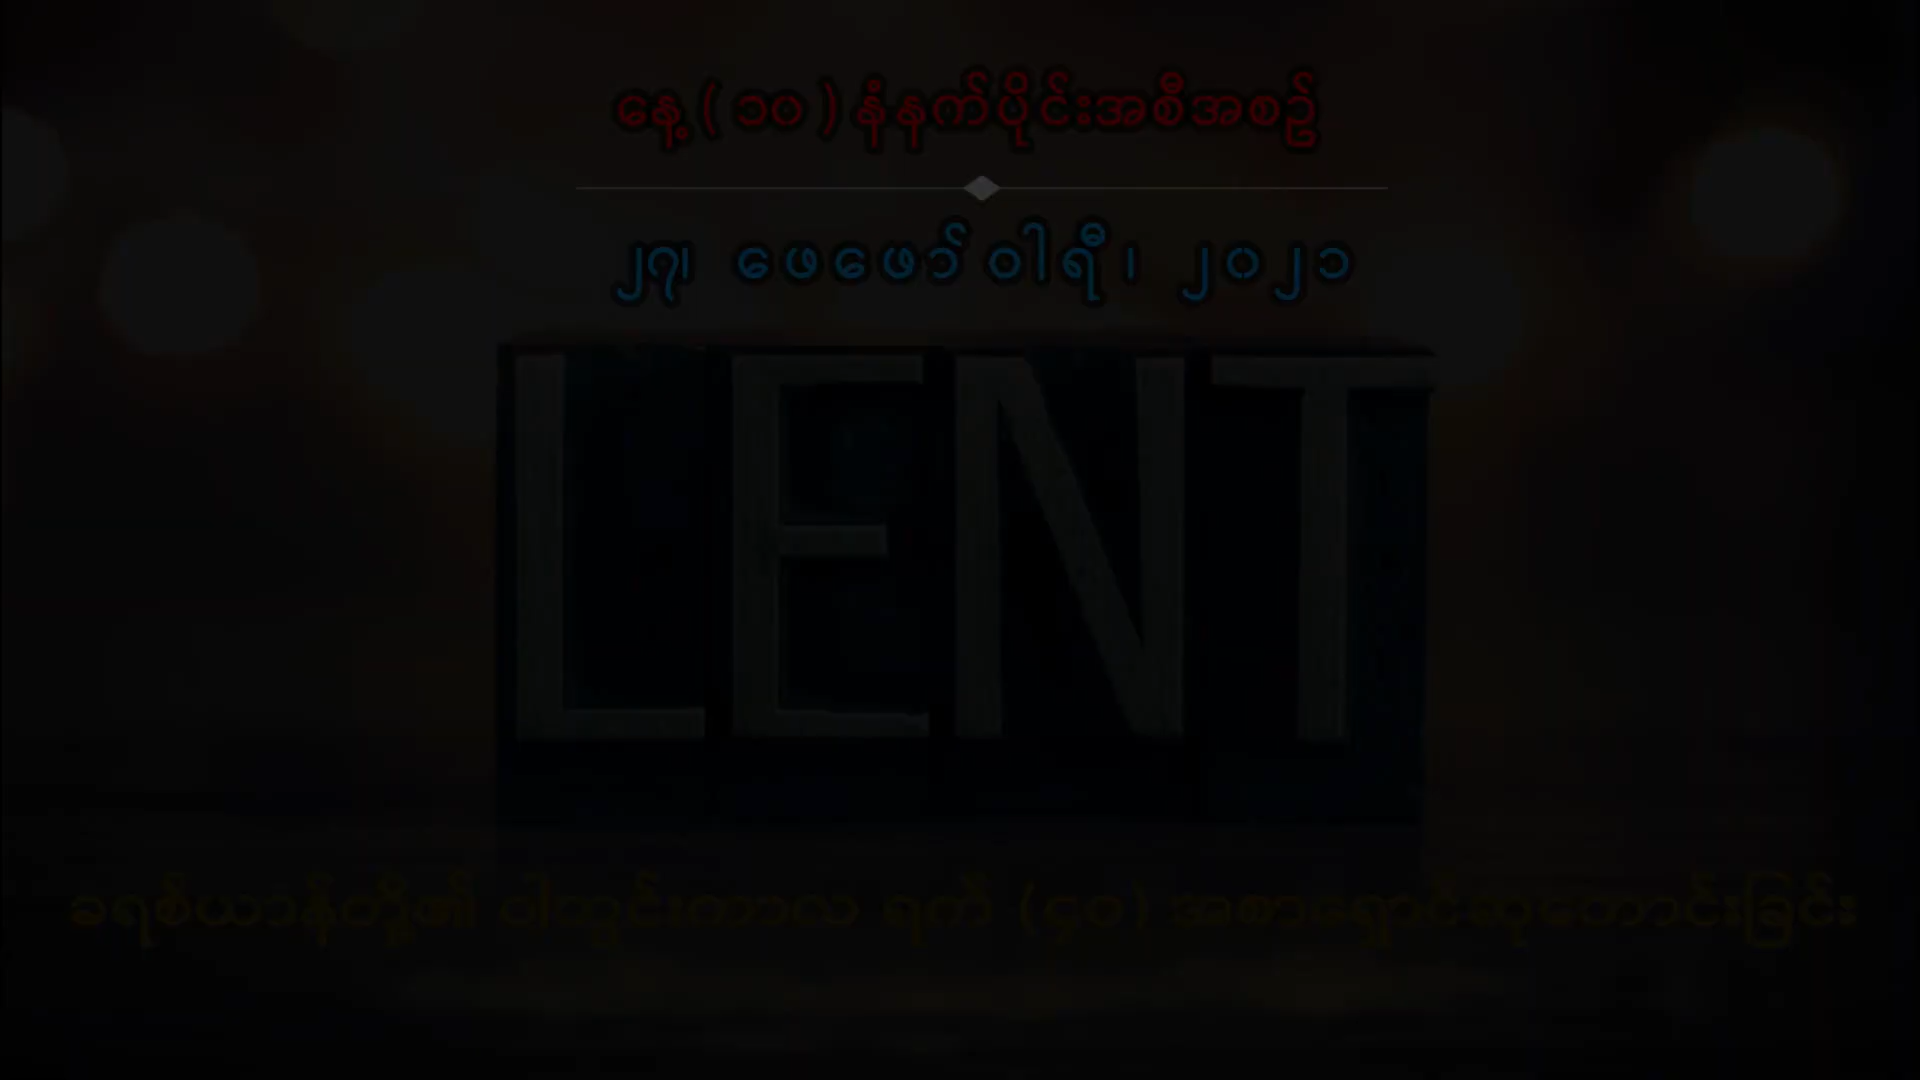 နေ့ ( ၁၀ ) နံနက်ပိုင်းအစီအစဉ်
၂၇၊ ဖေဖော်ဝါရီ၊ ၂၀၂၁
LENT
ခရစ်ယာန်တို့၏ ဝါတွင်းကာလ ရက် (၄၀) အစာရှောင်ဆုတောင်းခြင်း